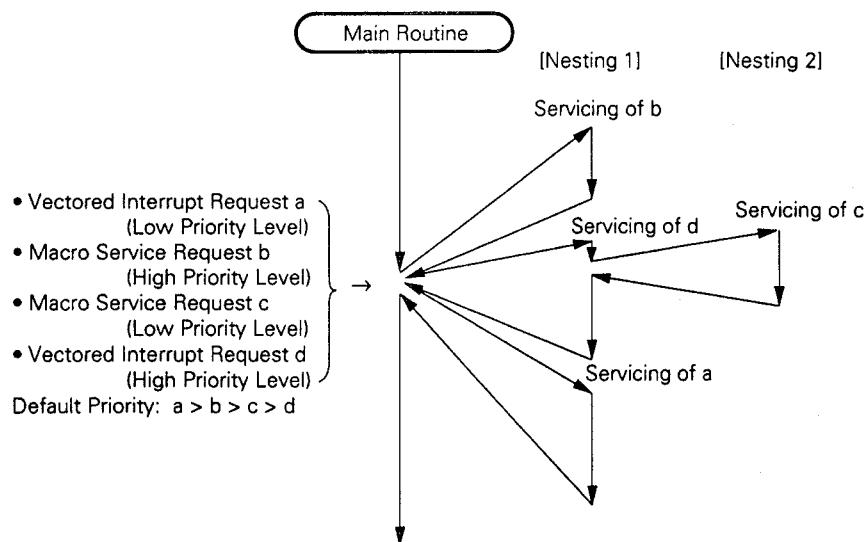 Main Routine
[Nesting 1]
[Nesting 2]
Servicing of b
• Vectored Interrupt Request a
(Low Priority Level)
• Macro Service Request b
(High Priority Level)
• Macro Service Request c
(Low Priority Level)
• Vectored Interrupt Request d
(High Priority Level)
Default Priority: a > b > c > d
→
Servicing of d
Servicing of c
Servicing of a